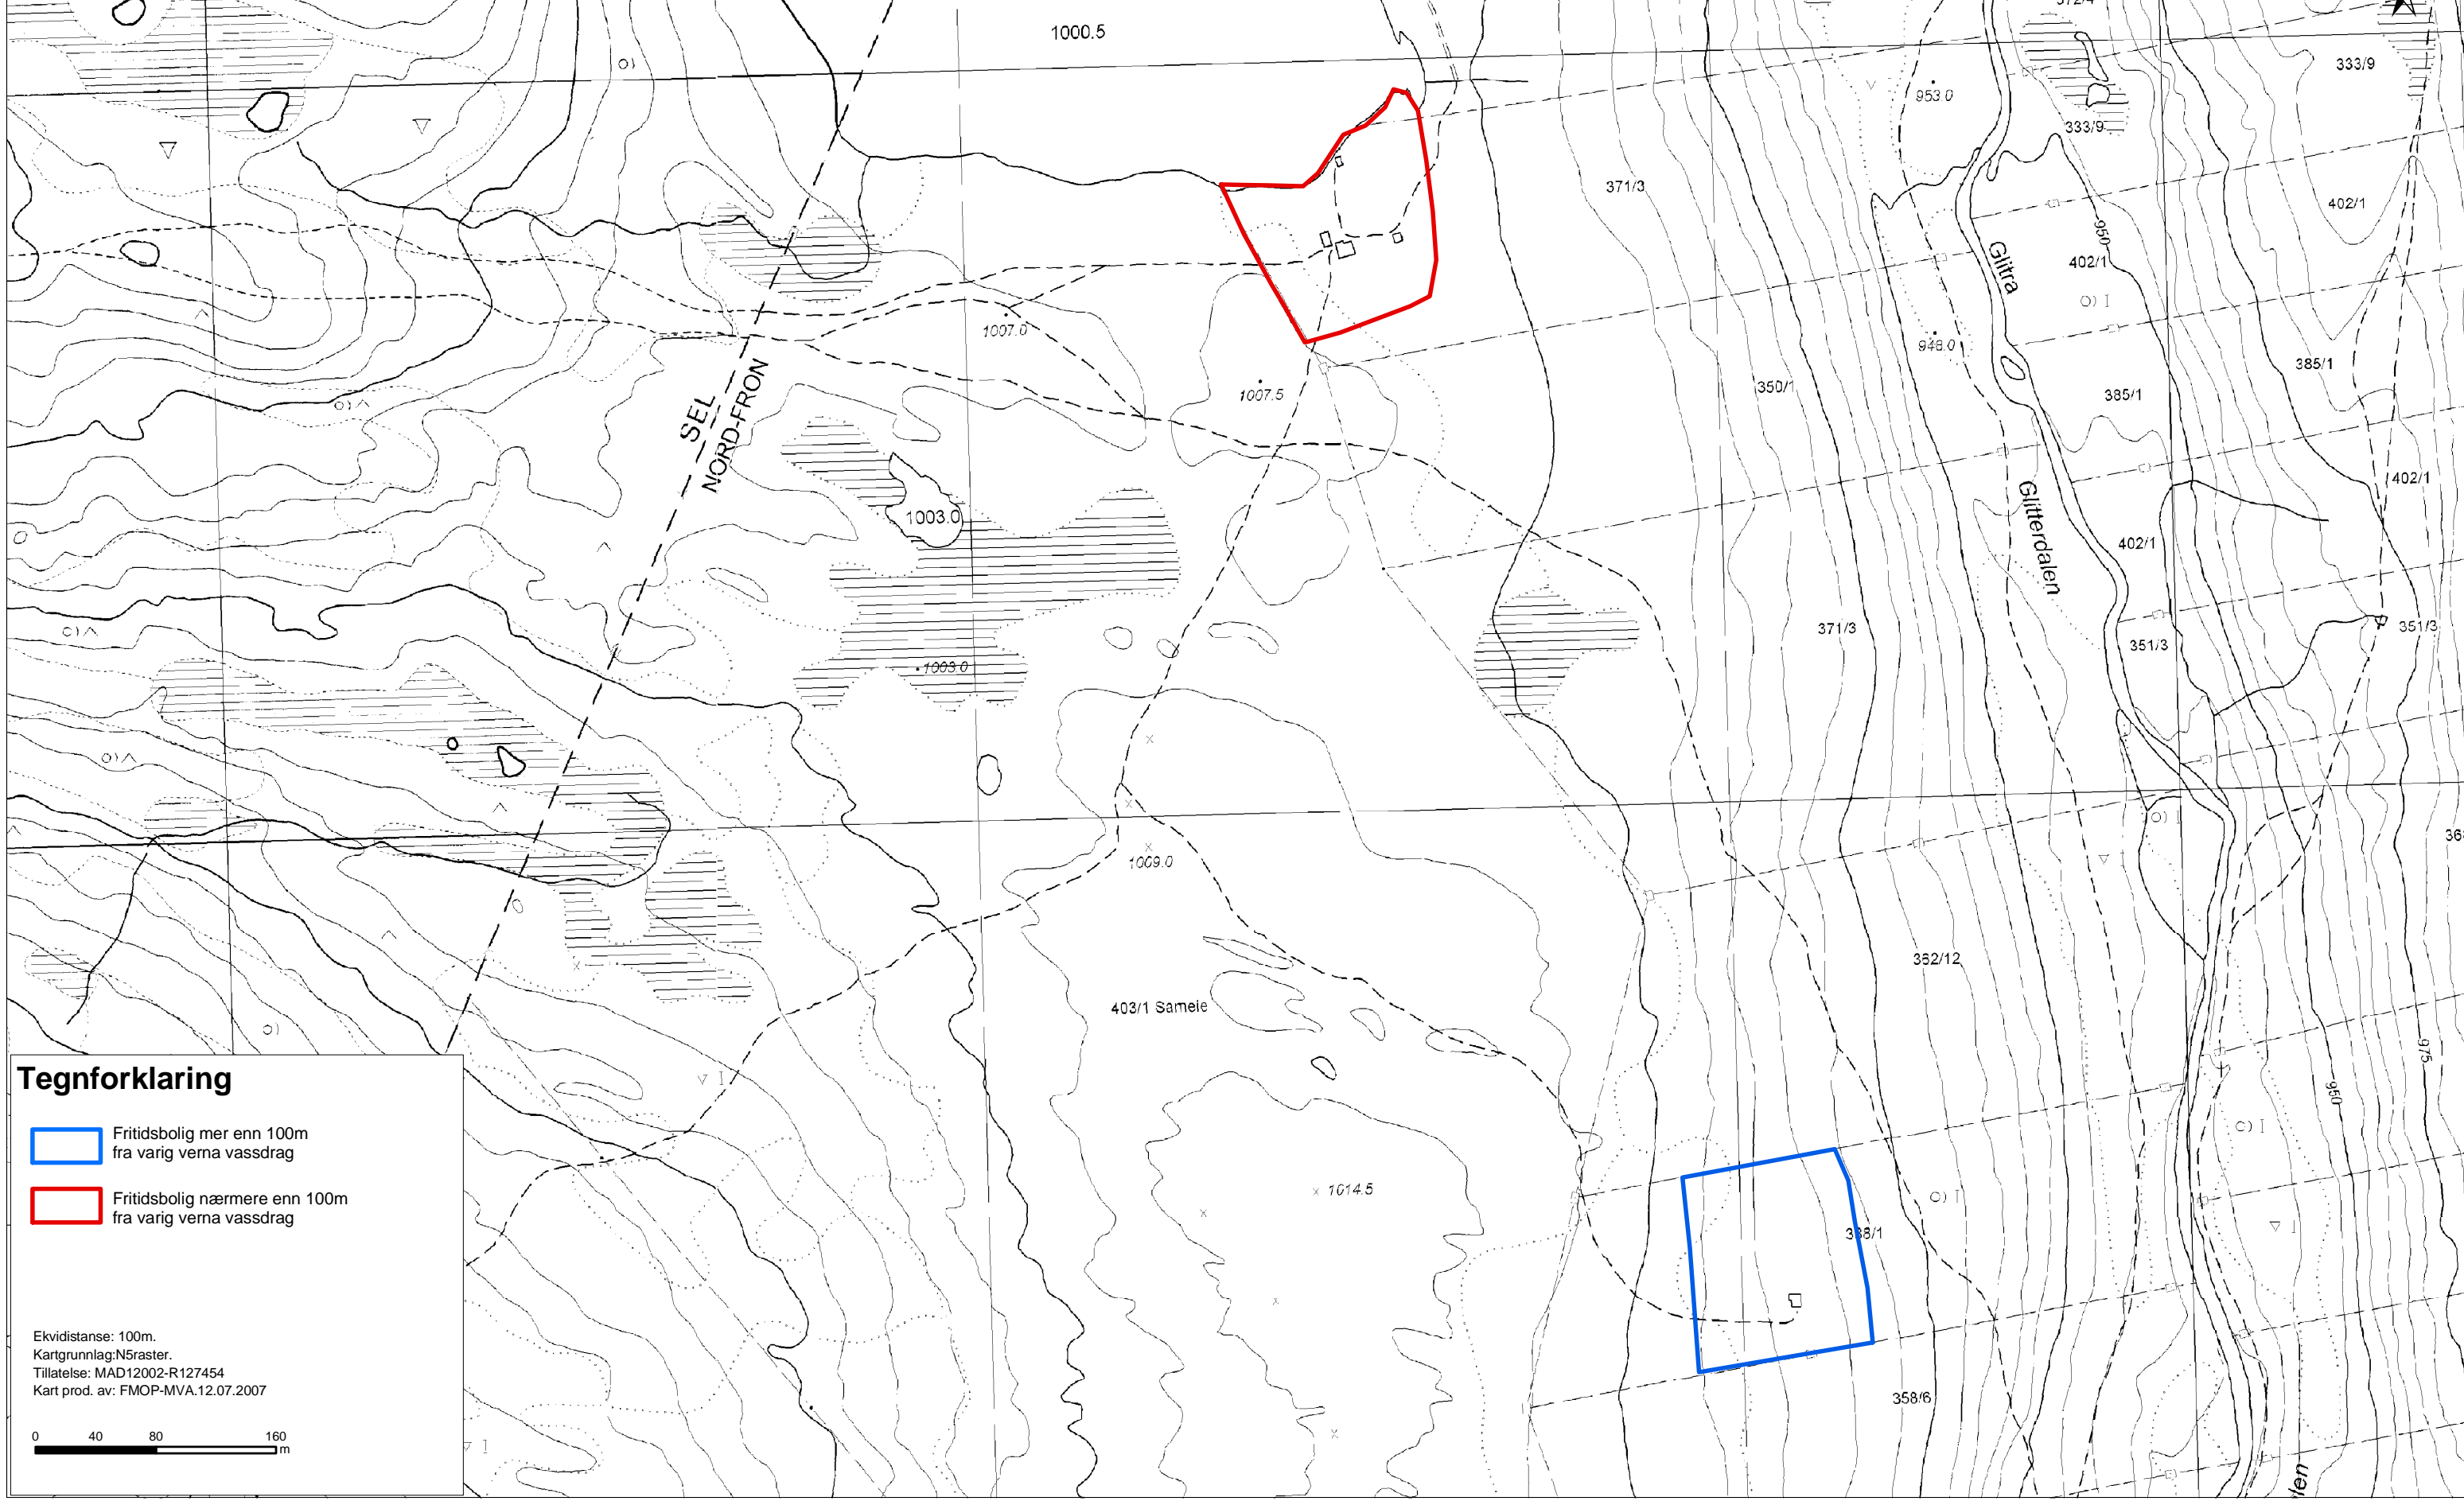 372/4
1000.5
333/9
953.0
333/9
371/3
402/1
950
Glitra
402/1
1007.0
948.0
385/1
SEL
NORD-FRON
1007.5
350/1
385/1
402/1
1003.0
Glitterdalen
402/1
371/3
351/3
351/3
1003.0
1009.0
362/12
403/1 Sameie
975
950
1014.5
358/6
Tegnforklaring
Fritidsbolig mer enn 100m
fra varig verna vassdrag
Fritidsbolig nærmere enn 100m
fra varig verna vassdrag
Ekvidistanse: 100m.
Kartgrunnlag:N5raster.
Tillatelse: MAD12002-R127454
Kart prod. av: FMOP-MVA.12.07.2007
0 40 80 160
m